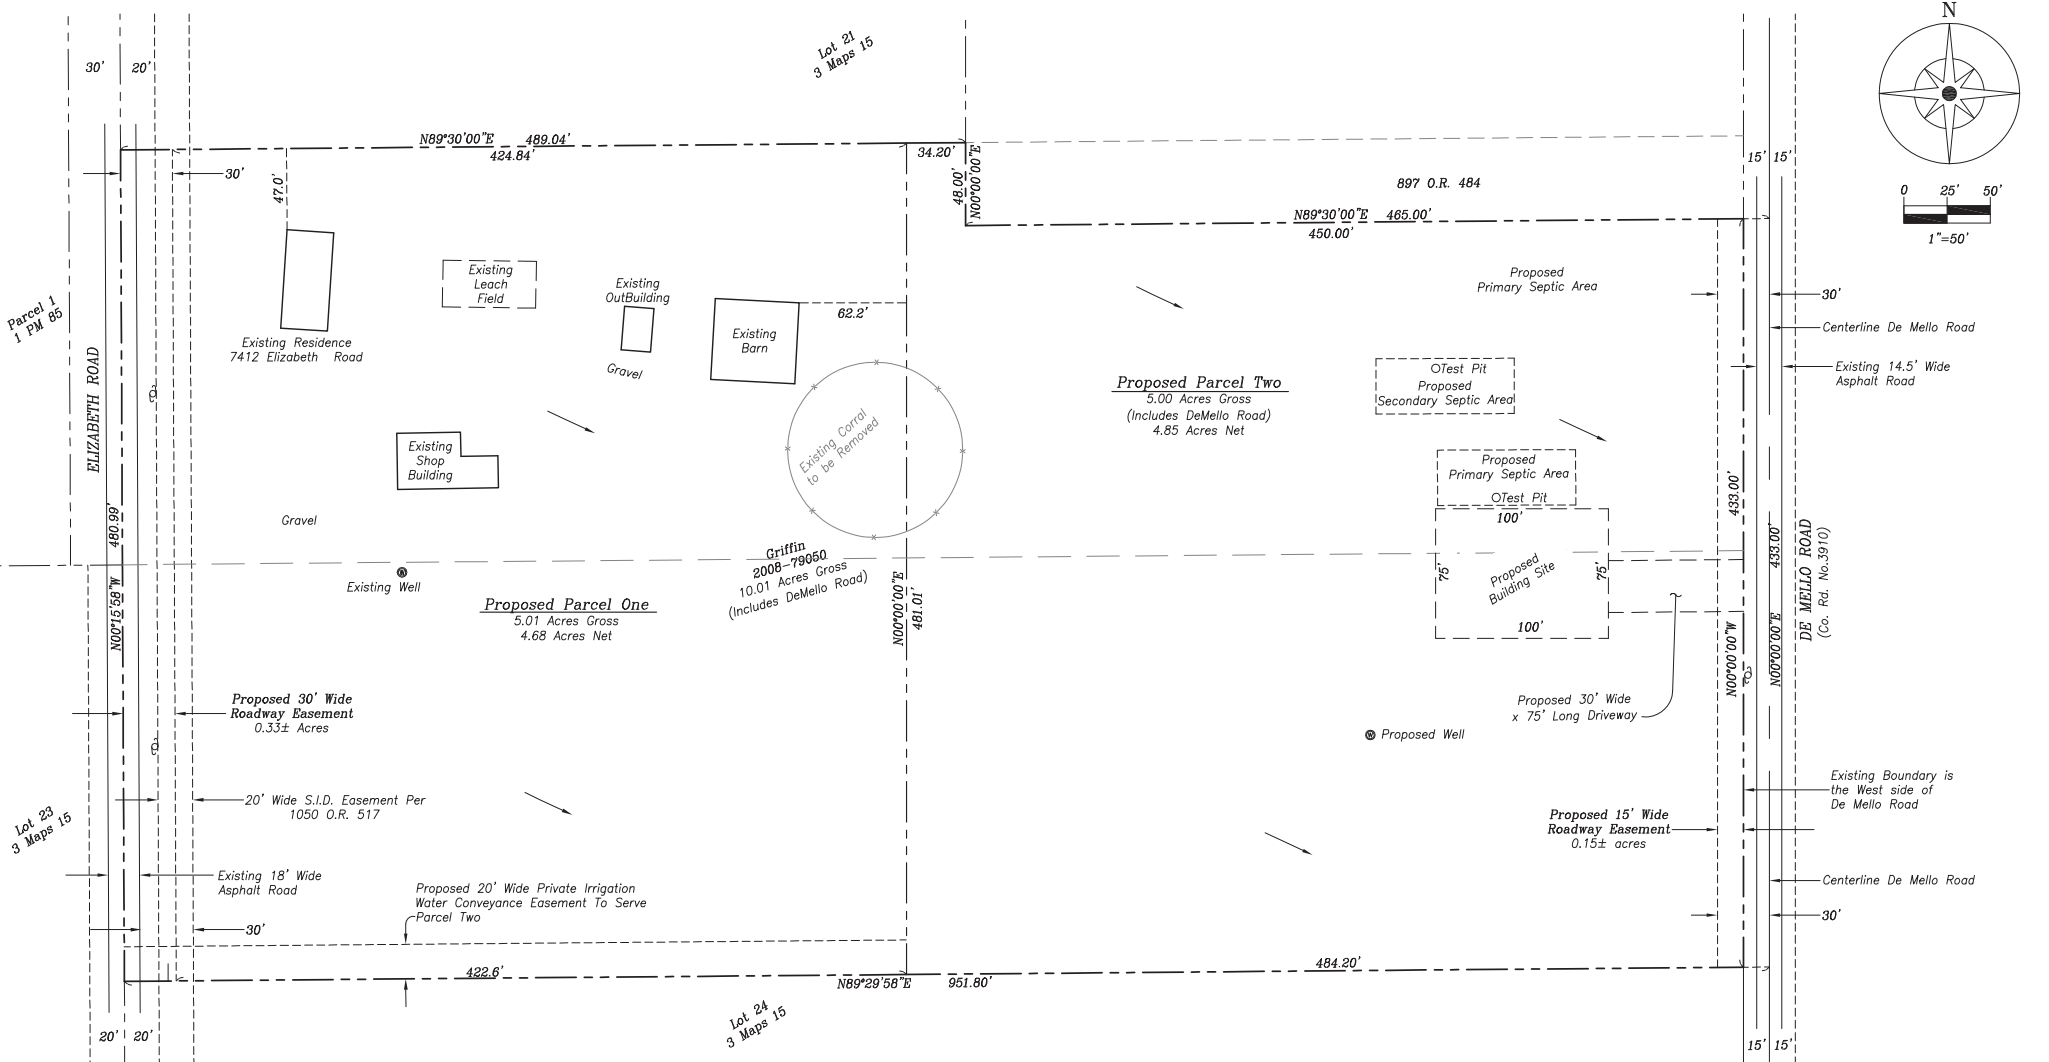 N
Lot 21
3 Maps 15
30'
20'
N89°30'00"E 489.04'
424.84'
34.20'
15'
15'
48.00'
N00°00'00"E
897 O.R. 484
N89°30'00"E 465.00'
450.00'
0 25' 50'
1"=50'
30'
47.0'
Parcel 1
1 PM 85
Existing
Leach
Field
Existing
OutBuilding
Existing
Barn
62.2'
Gravel
Existing Residence
7412 Elizabeth Road
Proposed
Primary Septic Area
30'
Centerline De Mello Road
Existing 14.5' Wide
Asphalt Road
Proposed Parcel Two
5.00 Acres Gross
(Includes DeMello Road)
4.85 Acres Net
Test Pit
Proposed
Secondary Septic Area
ELIZABETH ROAD
Existing
Shop
Building
Existing Corral
to be Removed
Proposed
Primary Septic Area
Test Pit
100'
75'
75'
Proposed
Building Site
100'
433.00'
433.00'
DE MELLO ROAD
(Co. Rd. No.3910)
480.99'
N00°15'58"W
Gravel
Existing Well
Griffin
2008-79050
10.01 Acres Gross
(Includes DeMello Road)
N00°00'00"E
481.01'
Proposed Parcel One
5.01 Acres Gross
4.68 Acres Net
N00°00'00"W
N00°00'00"E
Proposed 30' Wide
Roadway Easement
0.33± Acres
Proposed 30' Wide
x 75' Long Driveway
Proposed Well
Existing Boundary is
the West side of
De Mello Road
20' Wide S.I.D. Easement Per
1050 O.R. 517
Lot 23
3 Maps 15
Proposed 15' Wide
Roadway Easement
0.15± acres
Existing 18' Wide
Asphalt Road
Centerline De Mello Road
Proposed 20' Wide Private Irrigation
Water Conveyance Easement To Serve
Parcel Two
30'
30'
422.6'
484.20'
N89°29'58"E 951.80'
Lot 24
3 Maps 15
20'
20'
15'
15'